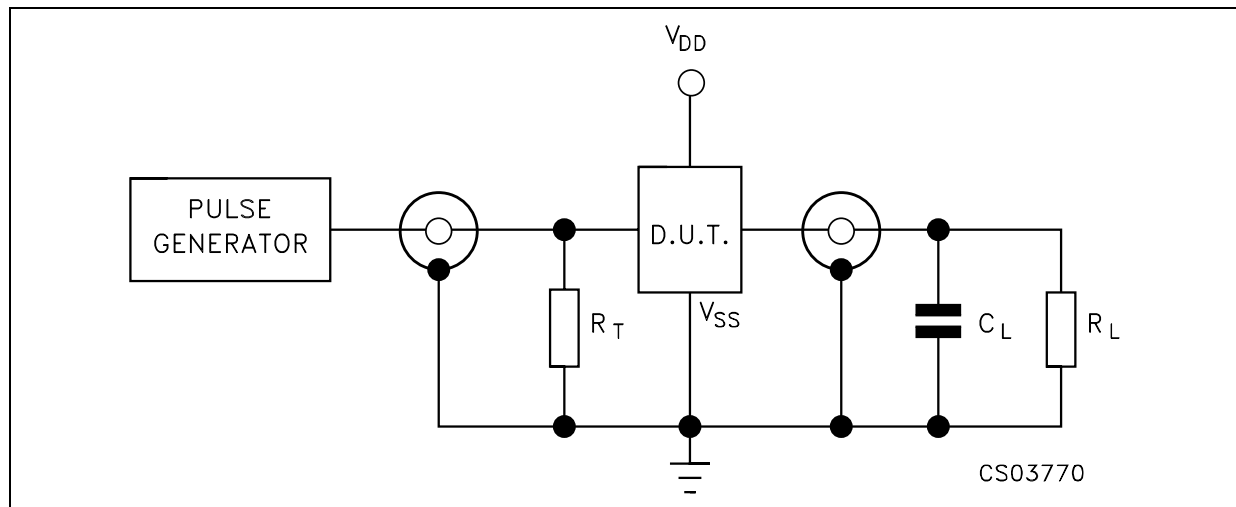 VDD
PULSE
GENERATOR
D.U.T.
VSS
RT
CL
RL
CS03770